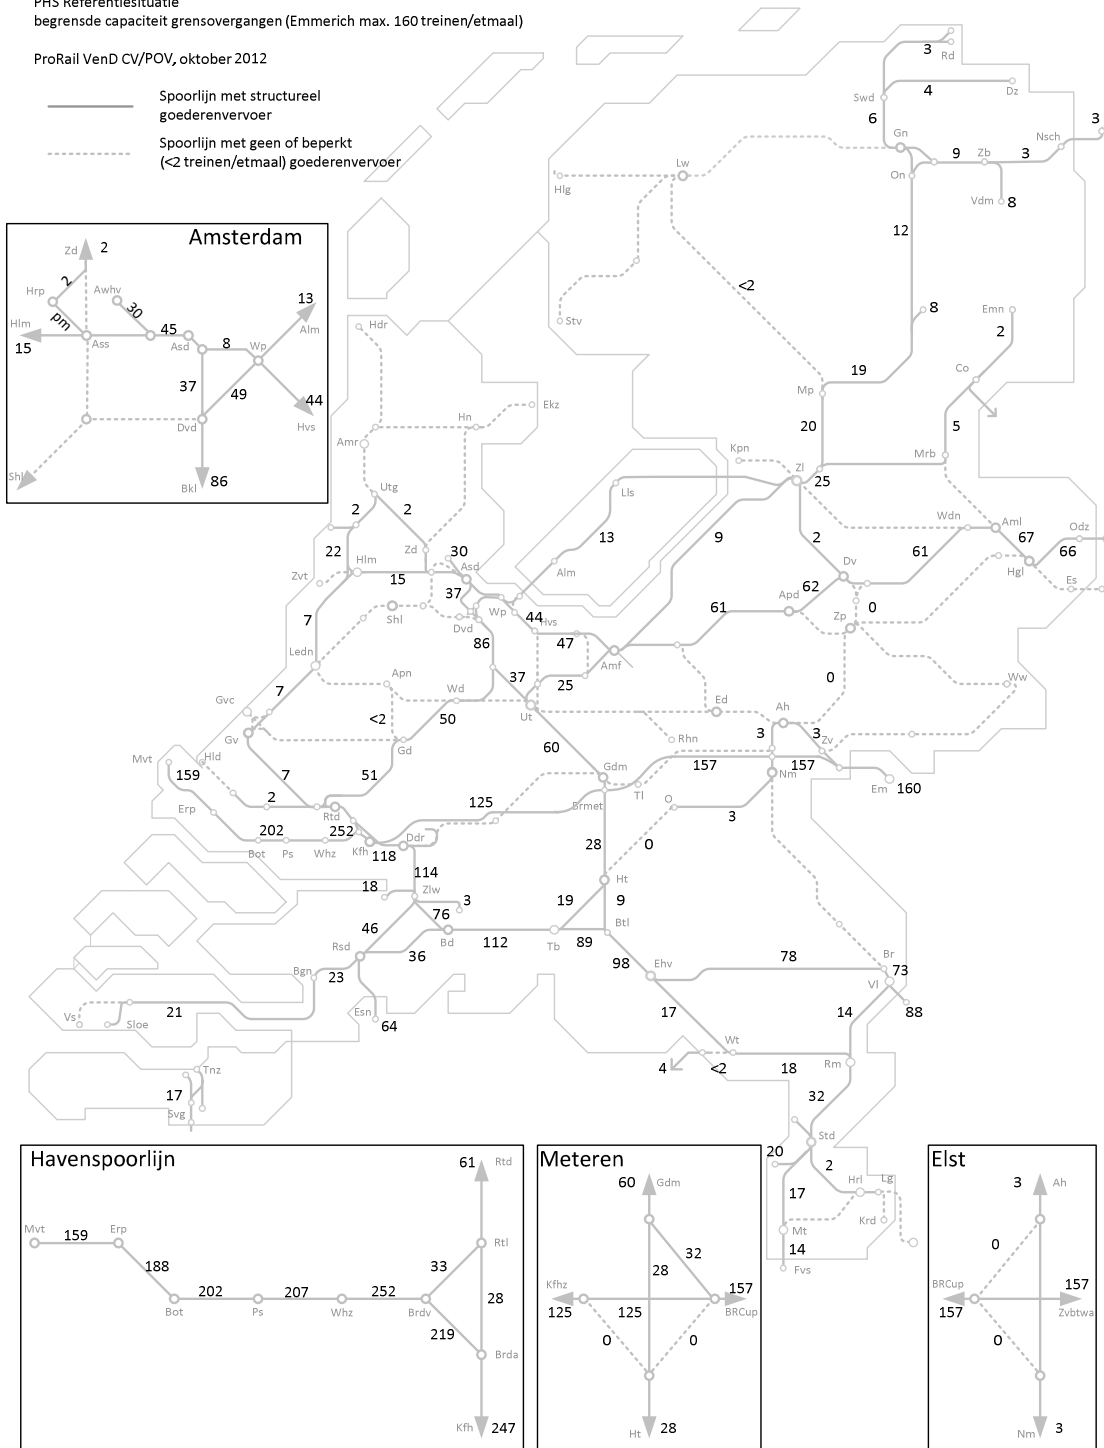 PHS Referentiesituatie
begrensde capaciteit grensovergangen (Emmerich max. 160 treinen/etmaal)
ProRail VenD CV/POV, oktober 2012
Spoorlijn met structureel
goederenvervoer
Spoorlijn met geen of beperkt
(<2 treinen/etmaal) goederenvervoer
Rd
3
Dz
4
Swd
6
Gn
9
Zb
3
Nsch
3
On
Vdm
8
12
Lw
Hlg
Stv
<2
8
Emn
2
Co
19
Mp
20
5
Mrb
Amsterdam
Zd
2
Hrp
2
Awhv
30
pm
Hlm
15
Ass
45
Asd
8
Wp
13
Alm
37
49
44
Hvs
Dvd
Shl
Bkl
86
Hdr
Hn
Ekz
Amr
Utg
2
2
Kpn
Zl
25
Lls
13
9
2
Wdn
Aml
67
Odz
66
Hgl
Es
61
22
Hlm
Zvt
15
Zd
30
Asd
37
Alm
Wp
Dv
62
Apd
61
0
Zp
7
Shl
Dvd
86
44
Hvs
47
Amf
25
Ledn
Apn
Wd
37
Ut
Ed
0
Ww
7
Gvc
Gv
<2
50
Gd
60
Rhn
Ah
3
3
Zv
Mvt
159
Hld
7
51
Gdm
157
157
Nm
Em
160
Erp
2
Rtd
125
Brmet
Tl
O
3
202
252
Bot
Ps
Whz
Kfh
118
Ddr
28
0
114
18
Zlw
3
76
Ht
19
9
46
36
Bd
112
Tb
89
Btl
98
Rsd
23
Bgn
Ehv
78
Br
73
Vl
88
Vs
Sloe
21
Esn
64
17
14
Wt
4
<2
18
Rm
Tnz
17
Svg
32
Std
20
2
17
Hrl
Lg
Krd
Mt
14
Fvs
Havenspoorlijn
61
Rtd
Mvt
159
Erp
188
Rtl
33
202
207
252
28
Bot
Ps
Whz
Brdv
219
Brda
Kfh
247
Meteren
60
Gdm
32
28
Kfhz
157
125
125
BRCup
0
0
Ht
28
Elst
3
Ah
0
BRCup
157
157
Zvbtwa
0
Nm
3